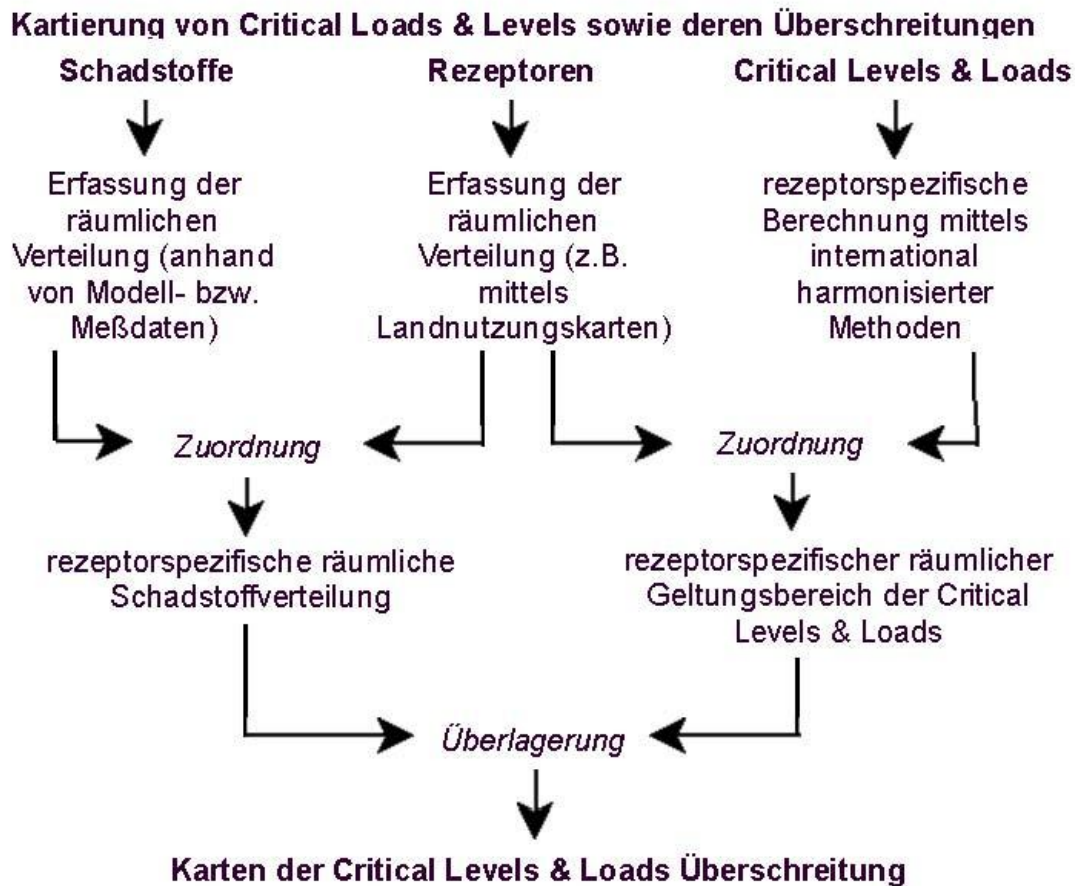 Kartierung von Critical Loads & Levels sowie deren Überschreitungen
Schadstoffe
Rezeptoren
Critical Levels & Loads
Erfassung der
räumlichen
Verteilung (anhand
von Modell- bzw.
Meßdaten)
Erfassung der
räumlichen
Verteilung (z.B.
mittels
Landnutzungskarten)
rezeptorspezifische
Berechnung mittels
international
harmonisierter
Methoden
Zuordnung
Zuordnung
rezeptorspezifische räumliche
Schadstoffverteilung
rezeptorspezifischer räumlicher
Geltungsbereich der Critical
Levels & Loads
Überlagerung
Karten der Critical Levels & Loads Überschreitung